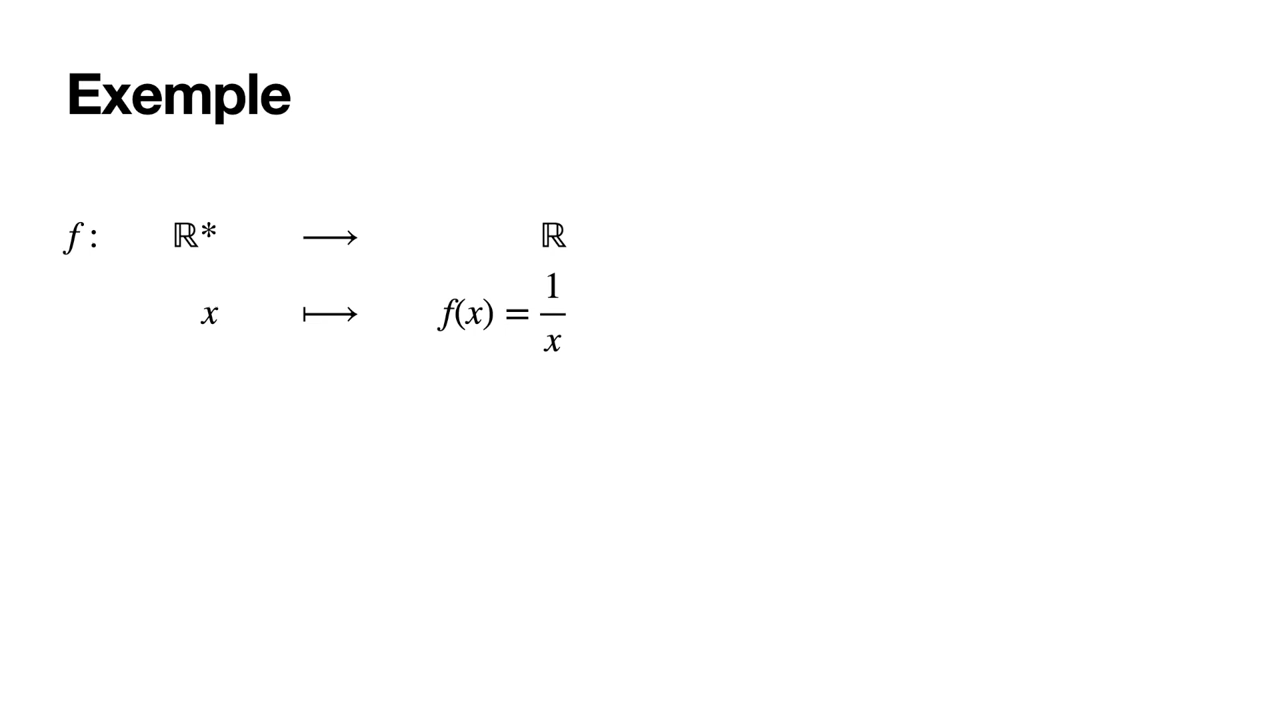 Exemple
f : ℝ* ⟶ ℝ
x ⟼ f(x) = 1/x